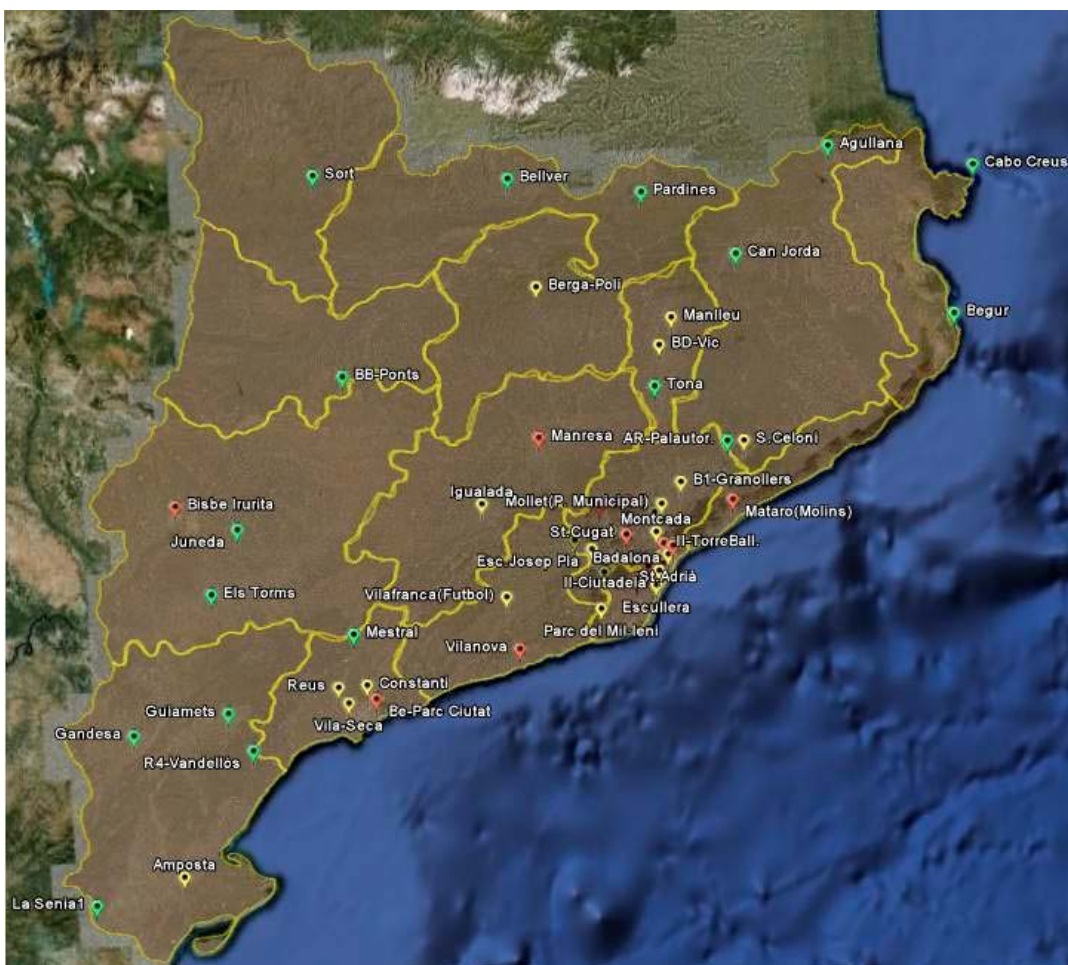 Agullana
Cabo Creus
Sort
Bellver
Pardines
Can Jorda
Berga-Poli
Begur
Manlleu
BD-Vic
BB-Ponts
Tona
Manresa
AR-Palautor.
S.Celoni
B1-Granollers
Igualada
Mollet(P. Municipal)
Mataro(Molins)
Bisbe Irurita
Montcada
St.Cugat
II-TorreBall.
Juneda
Esc.Josep Pla
Badalona
St.Adrià
II-Ciutadela
Els Torms
Vilafranca(Futbol)
Escullera
Parc del Mil·leni
Mestral
Vilanova
Reus
Constanti
Guiamets
Be-Parc Ciutat
Vila-Seca
Gandesa
R4-Vandellòs
Amposta
La Senia1